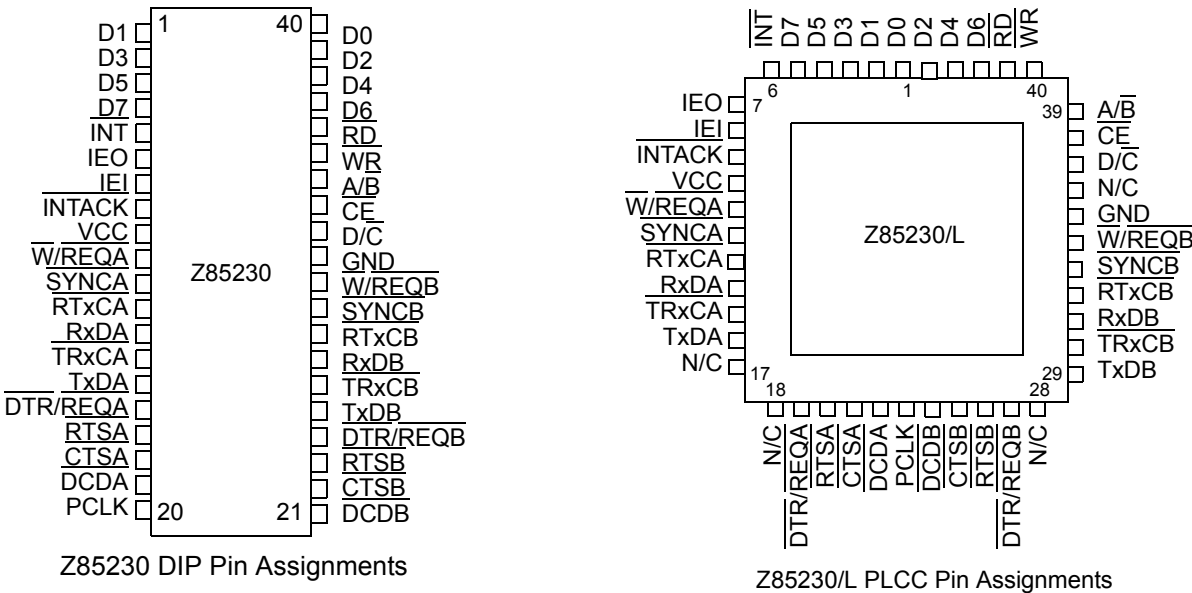 1
40
D1
D3
D5
D7
INT
IEO
IEI
INTACK
VCC
W/REQA
SYNCA
RTxCA
RxDA
TRxCA
TxDA
DTR/REQA
RTSA
CTSA
DCDA
PCLK
Z85230
D0
D2
D4
D6
RD
WR
A/B
CE
D/C
GND
W/REQB
SYNCB
RTxCB
RxDB
TRxCB
TxDB
DTR/REQB
RTSB
CTSB
DCDB
20
21
Z85230 DIP Pin Assignments
INT
D7
D5
D3
D1
D0
D2
D4
D6
RD
WR
6
1
40
7
39
IEO
IEI
INTACK
VCC
W/REQA
SYNCA
RTxCA
RxDA
TRxCA
TxDA
N/C
Z85230/L
A/B
CE
D/C
N/C
GND
W/REQB
SYNCB
RTxCB
RxDB
TRxCB
TxDB
17
29
18
28
N/C
DTR/REQA
RTSA
CTSA
DCDA
PCLK
DCDB
CTSB
RTSB
DTR/REQB
N/C
Z85230/L PLCC Pin Assignments